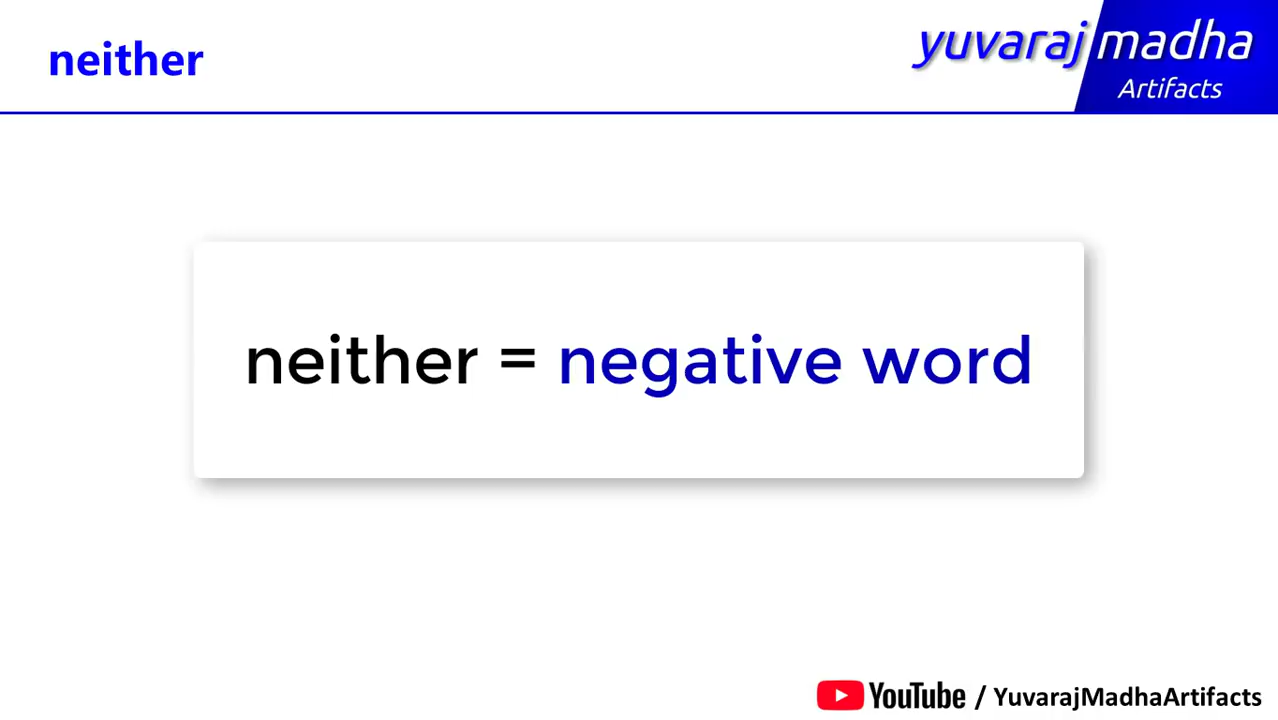 neither
yuvaraj madha
Artifacts
neither = negative word
YouTube / YuvarajMadhaArtifacts